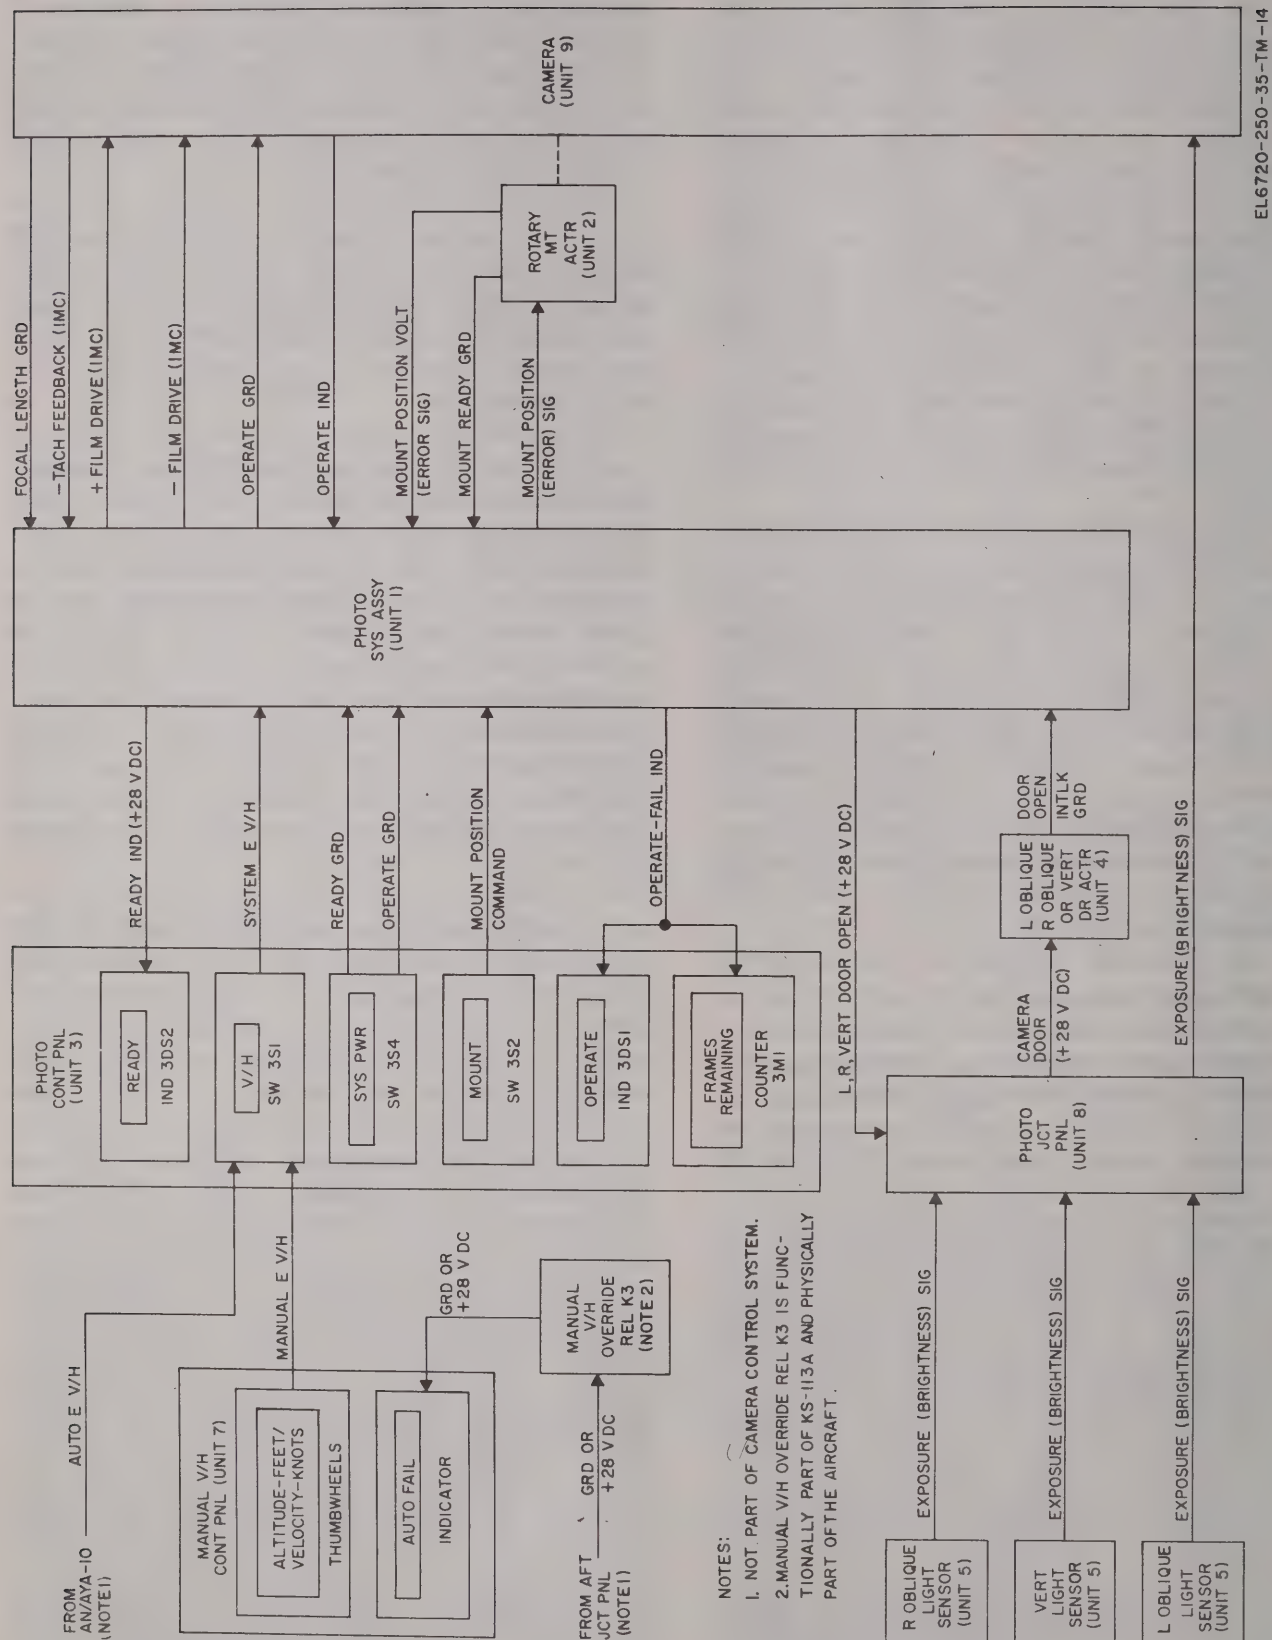 FOCAL LENGTH GRD
-TACH FEEDBACK (IMC)
+FILM DRIVE (IMC)
- FILM DRIVE (IMC)
OPERATE GRD
OPERATE IND
MOUNT POSITION VOLT
(ERROR SIG)
MOUNT READY GRD
MOUNT POSITION
(ERROR) SIG
CAMERA
(UNIT 9)
ROTARY
MT
ACTR
(UNIT 2)
PHOTO
SYS ASSY
(UNIT 1)
READY IND (+28 V DC)
SYSTEM E V/H
READY GRD
OPERATE GRD
MOUNT POSITION
COMMAND
OPERATE-FAIL IND
L,R,VERT DOOR OPEN (+28 V DC)
DOOR
OPEN
INTLK
GRD
L OBLIQUE
R OBLIQUE
OR VERT
DR ACTR
(UNIT 4)
CAMERA
DOOR
(+28 V DC)
EXPOSURE (BRIGHTNESS) SIG
PHOTO
CONT PNL
(UNIT 3)
READY
IND 3DS2
V/H
SW 3S1
SYS PWR
SW 3S4
MOUNT
SW 3S2
OPERATE
IND 3DS1
FRAMES
REMAINING
COUNTER
3M1
PHOTO
JCT
PNL
(UNIT 8)
FROM
AN/AYA-10
(NOTE1)
AUTO E V/H
MANUAL E V/H
MANUAL V/H
CONT PNL (UNIT 7)
ALTITUDE-FEET/
VELOCITY-KNOTS
THUMBWHEELS
AUTO FAIL
INDICATOR
GRD OR
+28 V DC
MANUAL
V/H
OVERRIDE
REL K3
(NOTE 2)
FROM AFT
JCT PNL
(NOTE1)
GRD OR
+28 VDC
NOTES:
1. NOT PART OF CAMERA CONTROL SYSTEM.
2. MANUAL V/H OVERRIDE REL K3 IS FUNC-
TIONALLY PART OF KS-113A AND PHYSICALLY
PART OF THE AIRCRAFT.
EXPOSURE (BRIGHTNESS) SIG
EXPOSURE (BRIGHTNESS) SIG
EXPOSURE (BRIGHTNESS) SIG
R OBLIQUE
LIGHT
SENSOR
(UNIT 5)
VERT
LIGHT
SENSOR
(UNIT 5)
L OBLIQUE
LIGHT
SENSOR
(UNIT 5)
EL6720-250-35-TM-14